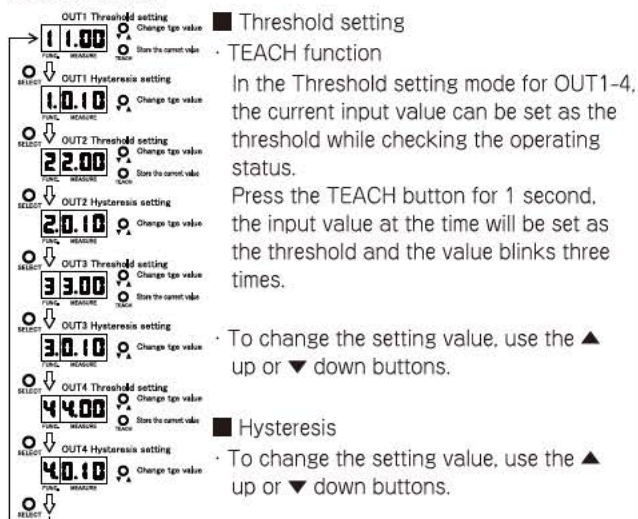 OUT1 Threshold setting
1 1.00
Change tge value
Store the current value
FUNC. MEASURE TEACH
SELECT
OUT1 Hysteresis setting
1. 0.10
Change tge value
FUNC. MEASURE
SELECT
OUT2 Threshold setting
2 2.00
Change tge value
Store the current value
FUNC. MEASURE TEACH
SELECT
OUT2 Hysteresis setting
2. 0.10
Change tge value
FUNC. MEASURE
SELECT
OUT3 Threshold setting
3 3.00
Change tge value
Store the current value
FUNC. MEASURE TEACH
SELECT
OUT3 Hysteresis setting
3. 0.10
Change tge value
FUNC. MEASURE
SELECT
OUT4 Threshold setting
4 4.00
Change tge value
Store the current value
FUNC. MEASURE TEACH
SELECT
OUT4 Hysteresis setting
4. 0.10
Change tge value
FUNC. MEASURE
SELECT
■ Threshold setting
· TEACH function
In the Threshold setting mode for OUT1-4,
the current input value can be set as the
threshold while checking the operating
status.
Press the TEACH button for 1 second,
the input value at the time will be set as
the threshold and the value blinks three
times.
· To change the setting value, use the ▲
up or ▼ down buttons.
■ Hysteresis
· To change the setting value, use the ▲
up or ▼ down buttons.